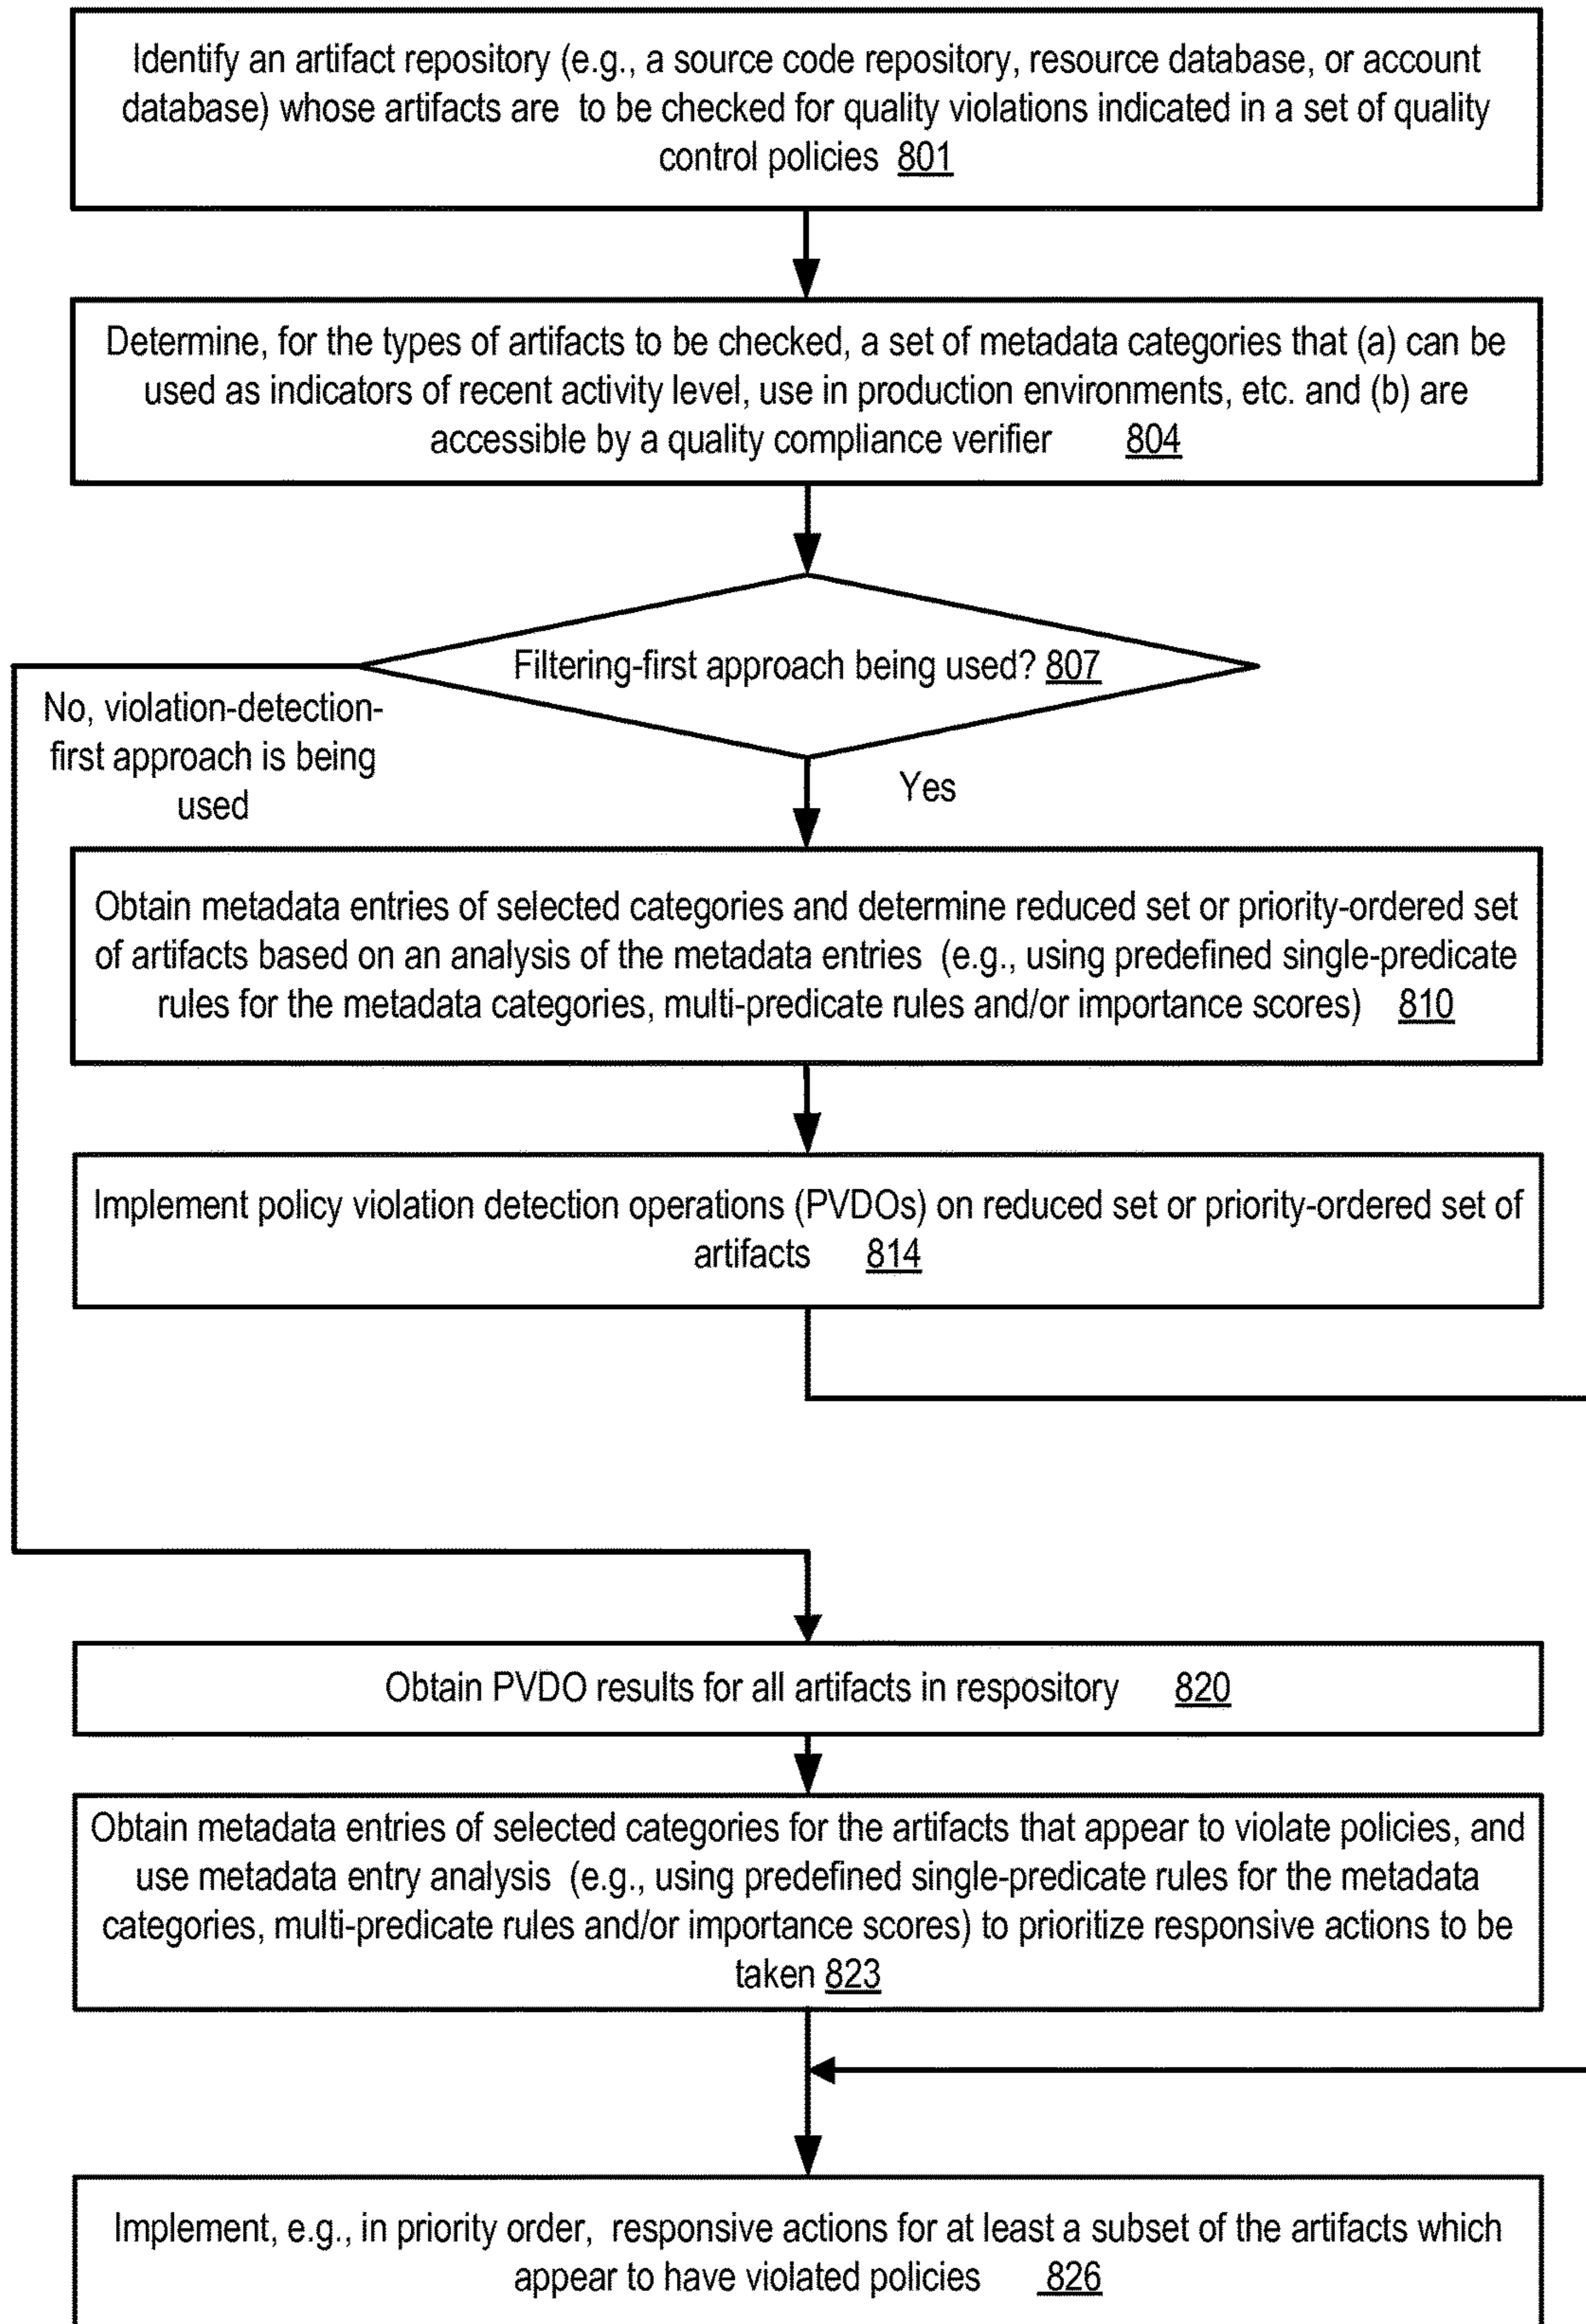 Identify an artifact repository (e.g., a source code repository, resource database, or account
database) whose artifacts are to be checked for quality violations indicated in a set of quality
control policies 801
Determine, for the types of artifacts to be checked, a set of metadata categories that (a) can be
used as indicators of recent activity level, use in production environments, etc. and (b) are
accessible by a quality compliance verifier 804
Filtering-first approach being used? 807
No, violation-detection-
first approach is being
used
Yes
Obtain metadata entries of selected categories and determine reduced set or priority-ordered set
of artifacts based on an analysis of the metadata entries (e.g., using predefined single-predicate
rules for the metadata categories, multi-predicate rules and/or importance scores) 810
Implement policy violation detection operations (PVDOs) on reduced set or priority-ordered set of
artifacts 814
Obtain PVDO results for all artifacts in respository 820
Obtain metadata entries of selected categories for the artifacts that appear to violate policies, and
use metadata entry analysis (e.g., using predefined single-predicate rules for the metadata
categories, multi-predicate rules and/or importance scores) to prioritize responsive actions to be
taken 823
Implement, e.g., in priority order, responsive actions for at least a subset of the artifacts which
appear to have violated policies 826